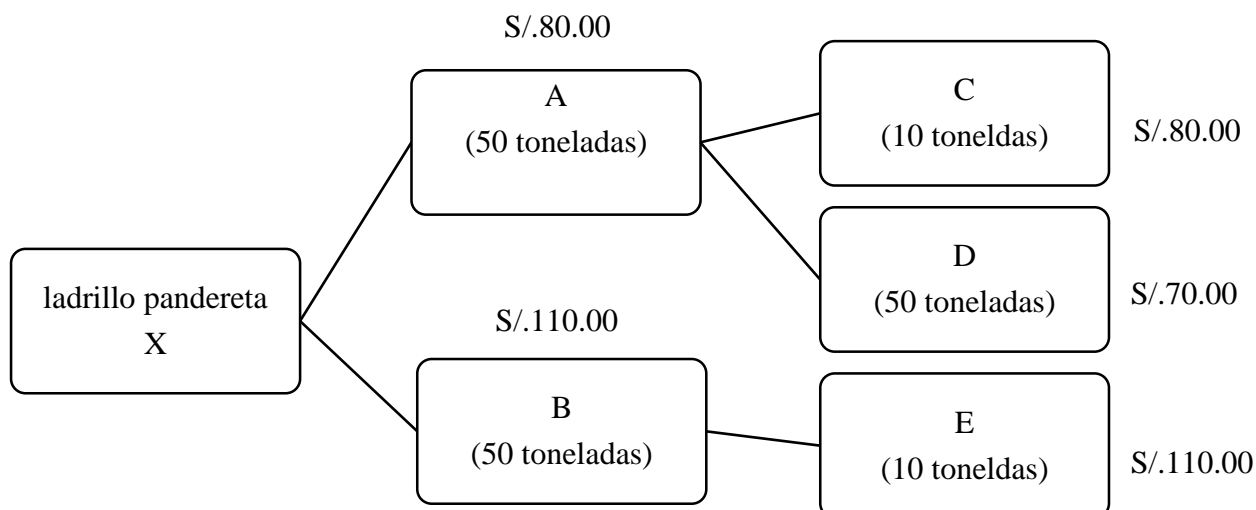 S/.80.00
A
(50 toneladas)
C
(10 toneldas)
S/.80.00
ladrillo pandereta
X
D
(50 toneladas)
S/.70.00
S/.110.00
B
(50 toneladas)
E
(10 toneldas)
S/.110.00